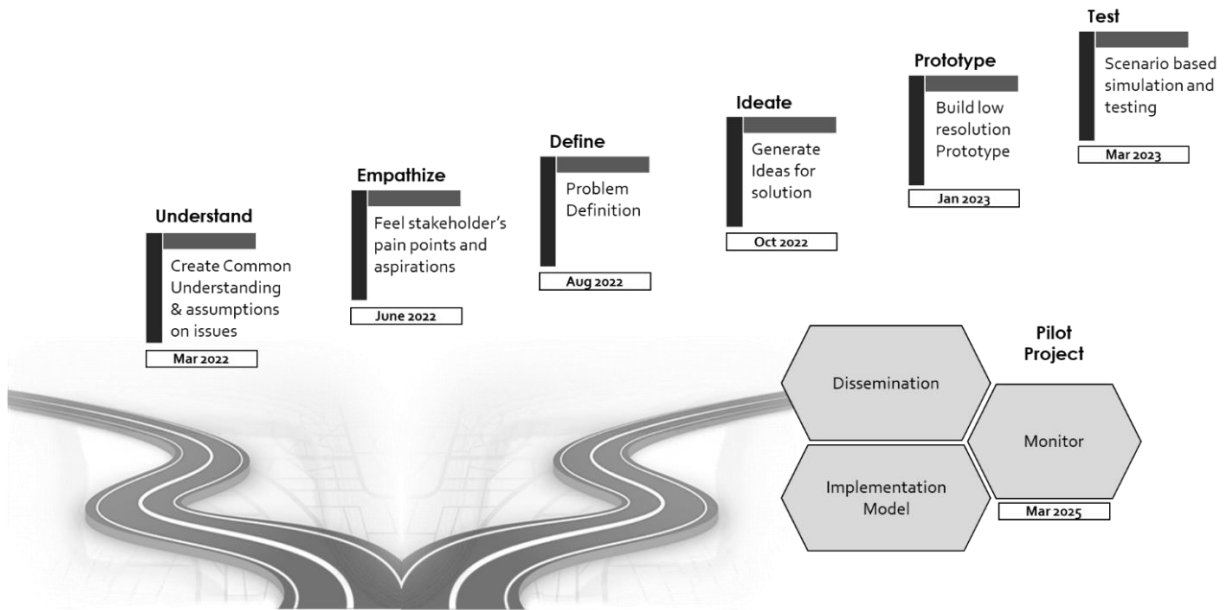 Understand
Create Common
Understanding
& assumptions
on issues
Mar 2022
Empathize
Feel stakeholder's
pain points and
aspirations
June 2022
Define
Problem
Definition
Aug 2022
Ideate
Generate
Ideas for
solution
Oct 2022
Prototype
Build low
resolution
Prototype
Jan 2023
Test
Scenario based
simulation and
testing
Mar 2023
Pilot
Project
Dissemination
Monitor
Implementation
Model
Mar 2025